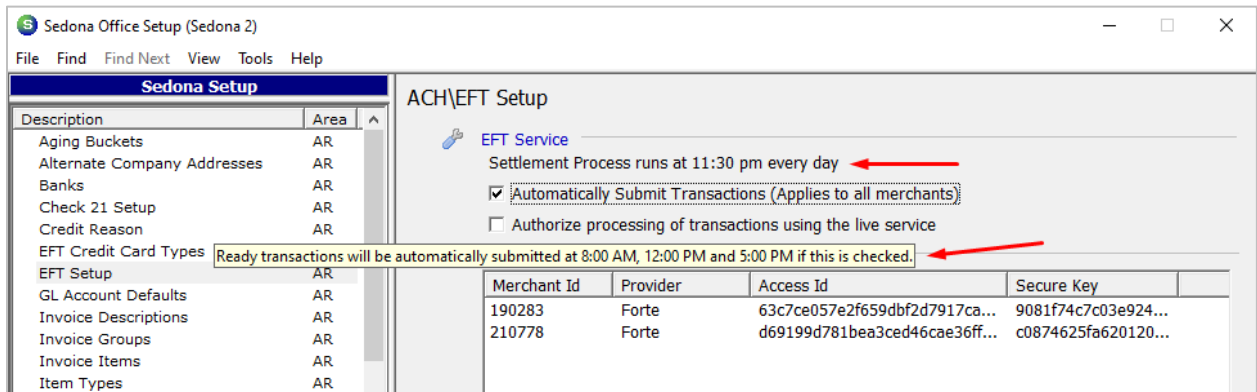 S Sedona Office Setup (Sedona 2)
File Find Find Next View Tools Help
Sedona Setup
Description Area
Aging Buckets AR
Alternate Company Addresses AR
Banks AR
Check 21 Setup AR
Credit Reason AR
EFT Credit Card Types
EFT Setup AR
GL Account Defaults AR
Invoice Descriptions AR
Invoice Groups AR
Invoice Items AR
Item Types AR
ACH\EFT Setup
EFT Service
Settlement Process runs at 11:30 pm every day
Automatically Submit Transactions (Applies to all merchants)
Authorize processing of transactions using the live service
Ready transactions will be automatically submitted at 8:00 AM, 12:00 PM and 5:00 PM if this is checked.
Merchant Id Provider Access Id Secure Key
190283 Forte 63c7ce057e2f659dbf2d7917ca... 9081f74c7c03e924...
210778 Forte d69199d781bea3ced46cae36ff... c0874625fa620120...